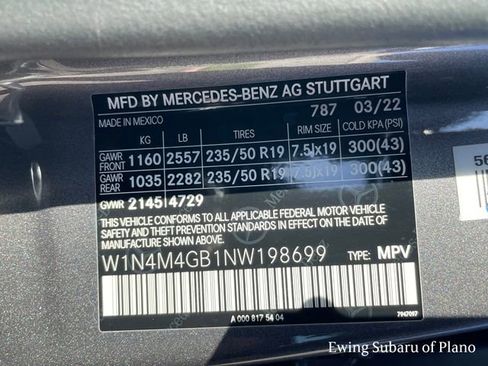 MFD BY MERCEDES-BENZ AG STUTTGART
787 03/22
MADE IN MEXICO
KG LB TIRES RIM SIZE COLD KPA (PSI)
GAWR FRONT 1160 2557 235/50 R19 7.5Jx19 300(43)
GAWR REAR 1035 2282 235/50 R19 7.5Jx19 300(43)
GVWR 2145 4729
THIS VEHICLE CONFORMS TO ALL APPLICABLE FEDERAL MOTOR VEHICLE
SAFETY AND THEFT PREVENTION STANDARDS IN EFFECT ON THE DATE OF
MANUFACTURE SHOWN ABOVE.
W1N4M4GB1NW198699 TYPE: MPV
A 000 817 54 04
56
Ewing Subaru of Plano